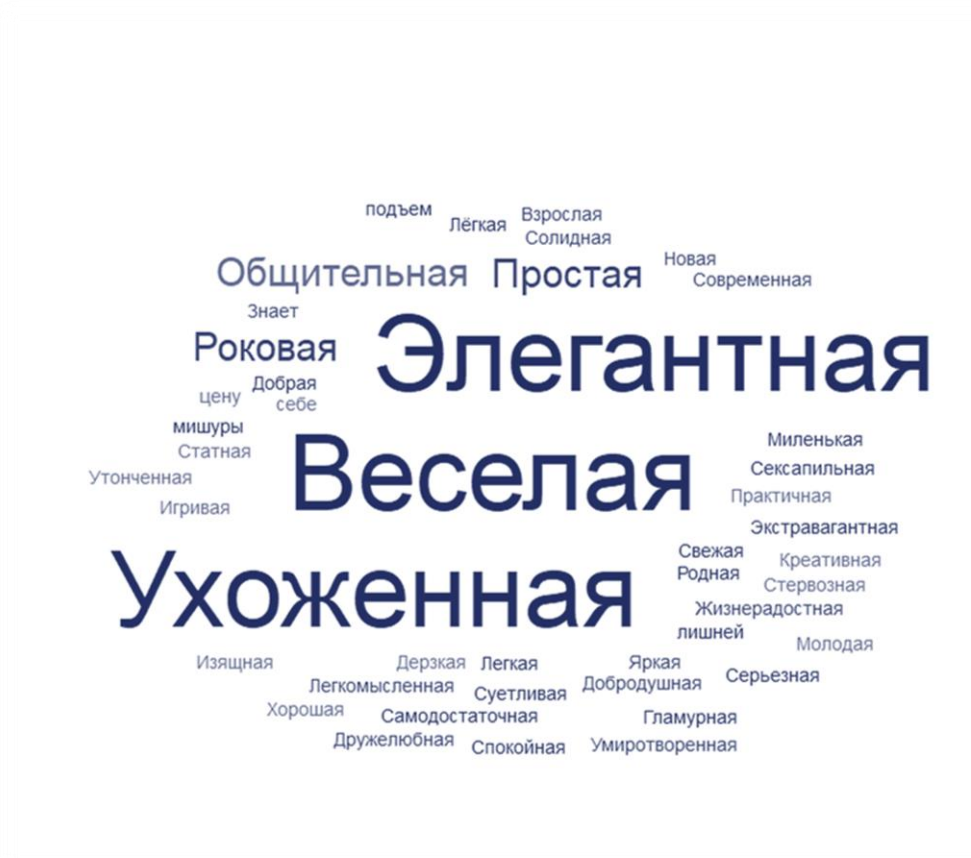 подъем
Лёгкая
Взрослая
Солидная
Новая
Общительная
Простая
Современная
Знает
Роковая
Элегантная
Добрая
цену
себе
мишуры
Миленькая
Статная
Веселая
Сексапильная
Утонченная
Практичная
Игривая
Экстравагантная
Свежая
Креативная
Родная
Стервозная
Ухоженная
Жизнерадостная
лишней
Молодая
Изящная
Дерзкая
Легкая
Яркая
Серьезная
Легкомысленная
Суетливая
Добродушная
Хорошая
Самодостаточная
Гламурная
Дружелюбная
Спокойная
Умиротворенная